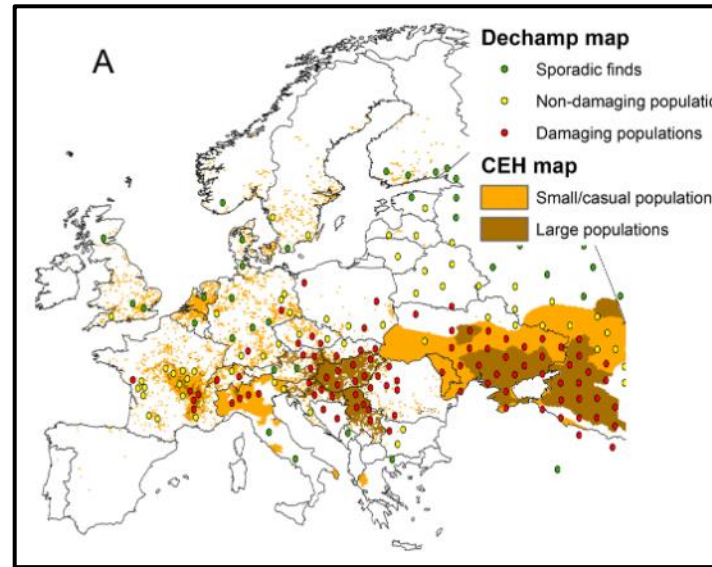 A
Dechamp map
Sporadic finds
Non-damaging populatio
Damaging populations
CEH map
Small/casual population
Large populations